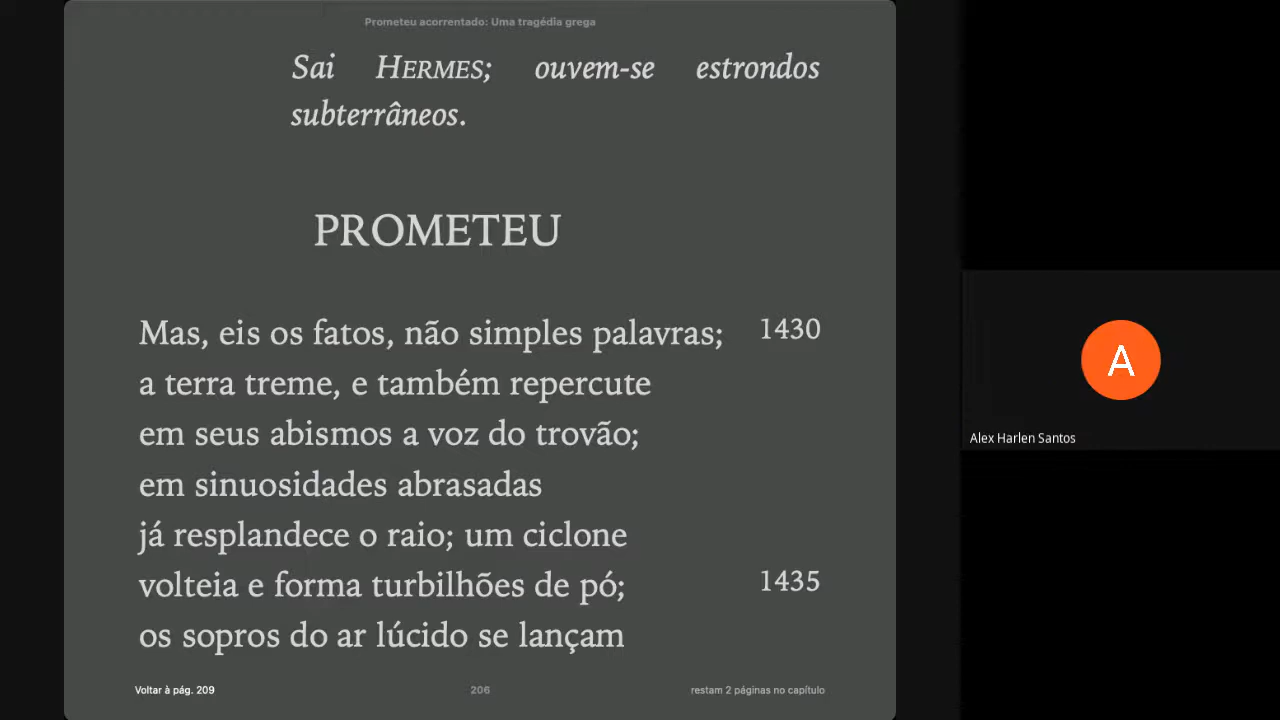 Prometeu acorrentado: Uma tragédia grega
Sai HERMES; ouvem-se estrondos
subterrâneos.
PROMETEU
Mas, eis os fatos, não simples palavras; 1430
a terra treme, e também repercute
em seus abismos a voz do trovão;
em sinuosidades abrasadas
já resplandece o raio; um ciclone
volteia e forma turbilhões de pó; 1435
os sopros do ar lúcido se lançam
Voltar à pág. 209 206 restam 2 páginas no capítulo
A
Alex Harlen Santos